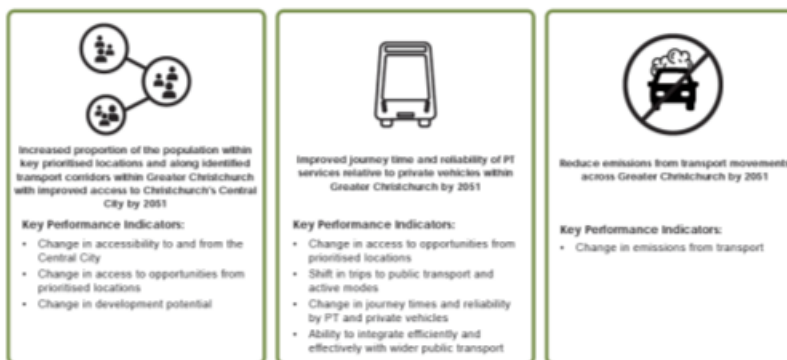 Increased proportion of the population within
key prioritised locations and along identified
transport corridors within Greater Christchurch
with improved access to Christchurch's Central
City by 2051
Key Performance Indicators:
• Change in accessibility to and from the
Central City
• Change in access to opportunities from
prioritised locations
• Change in development potential
Improved journey time and reliability of PT
services relative to private vehicles within
Greater Christchurch by 2051
Key Performance Indicators:
• Change in access to opportunities from
prioritised locations
• Shift in trips to public transport and
active modes
• Change in journey times and reliability
by PT and private vehicles
• Ability to integrate efficiently and
effectively with wider public transport
Reduce emissions from transport movements
across Greater Christchurch by 2051
Key Performance Indicators:
• Change in emissions from transport